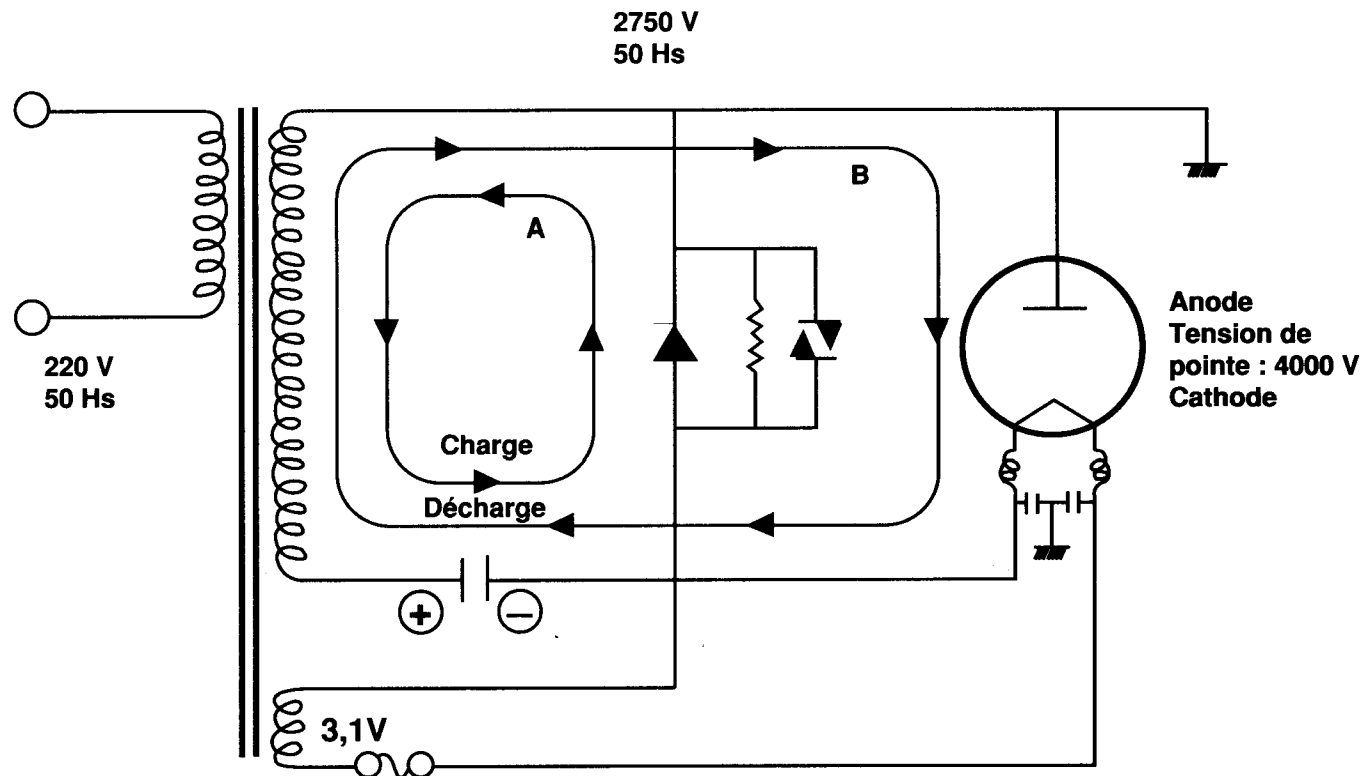 2750 V
50 Hs
B
A
220 V
50 Hs
Anode
Tension de
pointe : 4000 V
Cathode
Charge
Décharge
+
−
3,1V